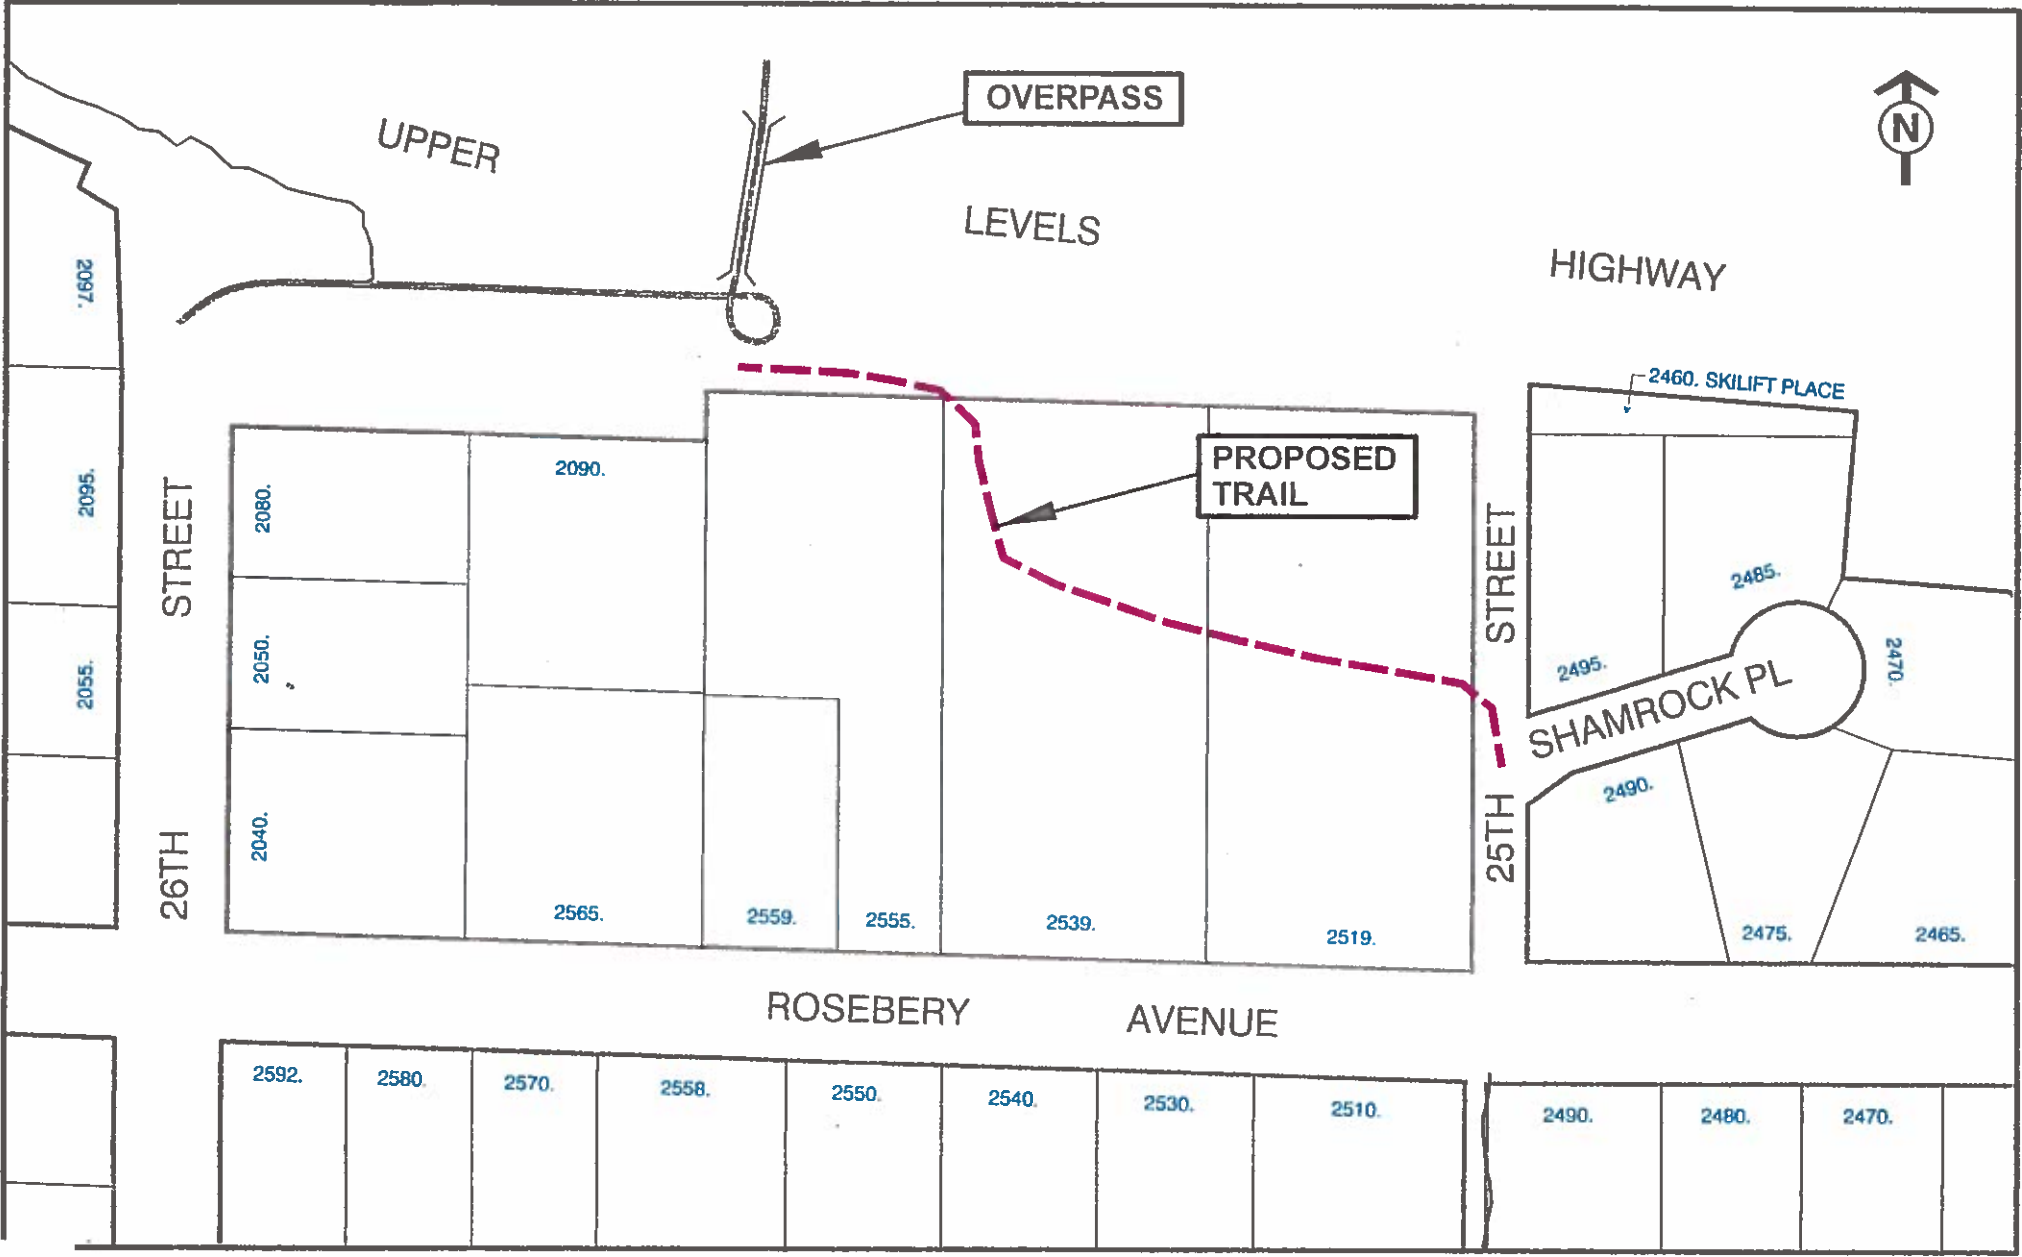 OVERPASS
UPPER
N
LEVELS
HIGHWAY
2097.
2460. SKILIFT PLACE
PROPOSED
TRAIL
2090.
2095.
2080.
STREET
STREET
2485.
2050.
2055.
2495.
2470.
SHAMROCK PL
2490.
2040.
26TH
25TH
2565.
2559.
2555.
2539.
2519.
2475.
2465.
ROSEBERY AVENUE
2592.
2580.
2570.
2558.
2550.
2540.
2530.
2510.
2490.
2480.
2470.